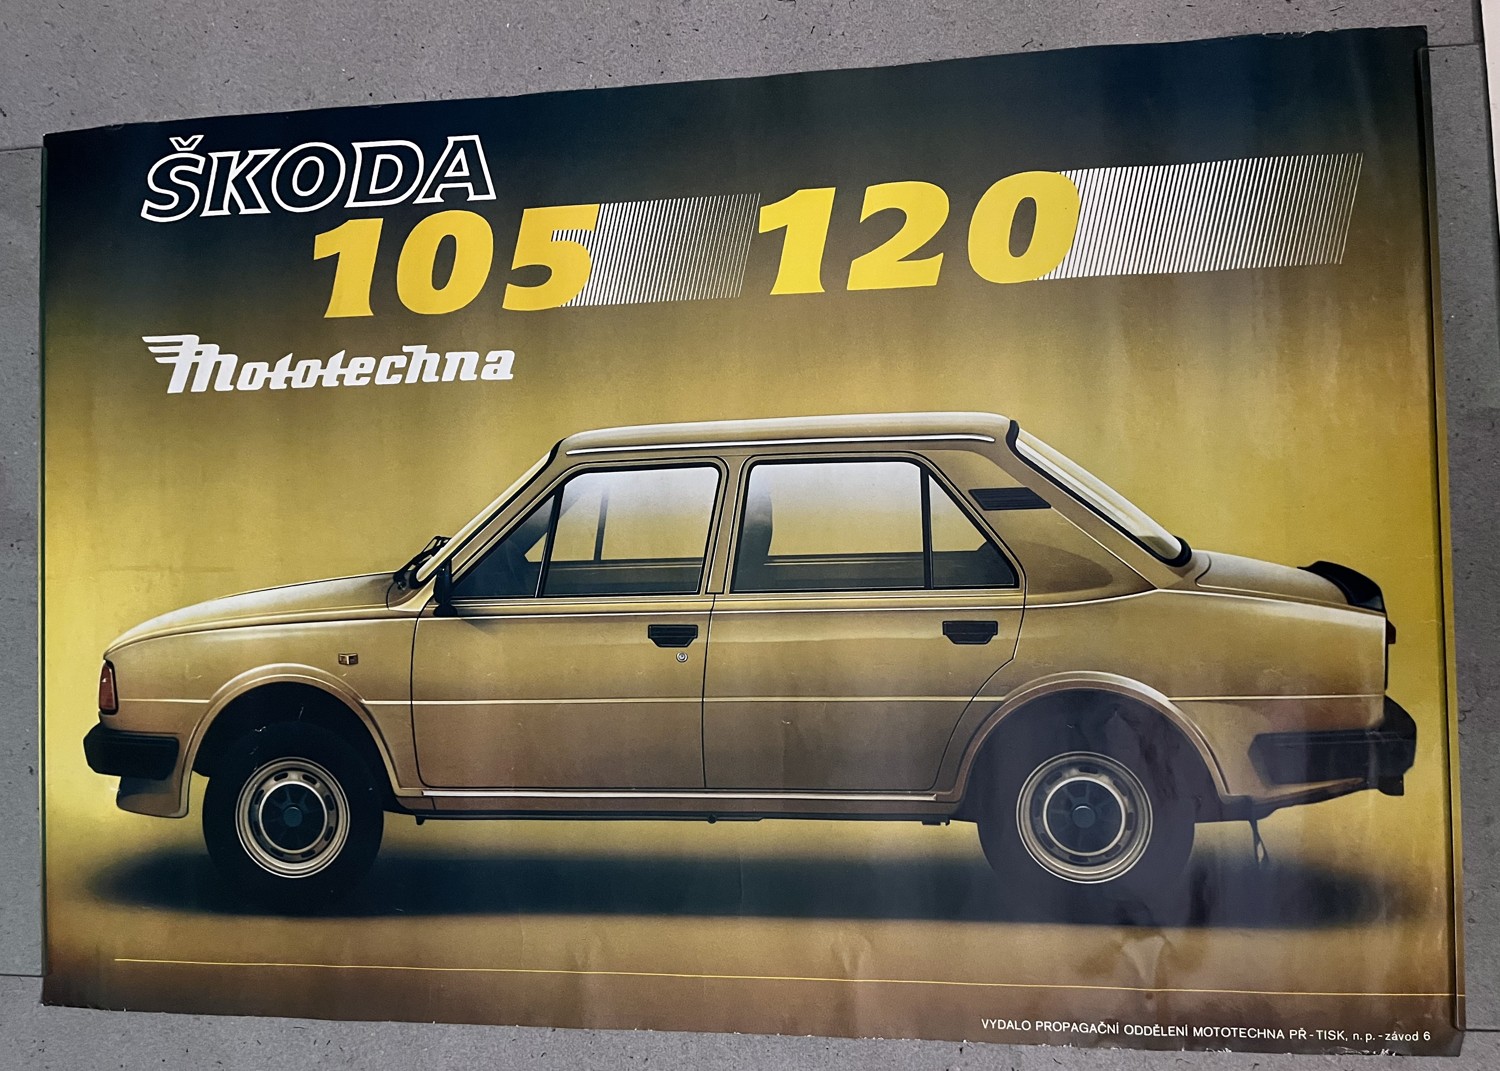 ŠKODA
105 120
Mototechna
VYDALO PROPAGAČNÍ ODDĚLENÍ MOTOTECHNA PŘ-TISK, n. p. - závod 6